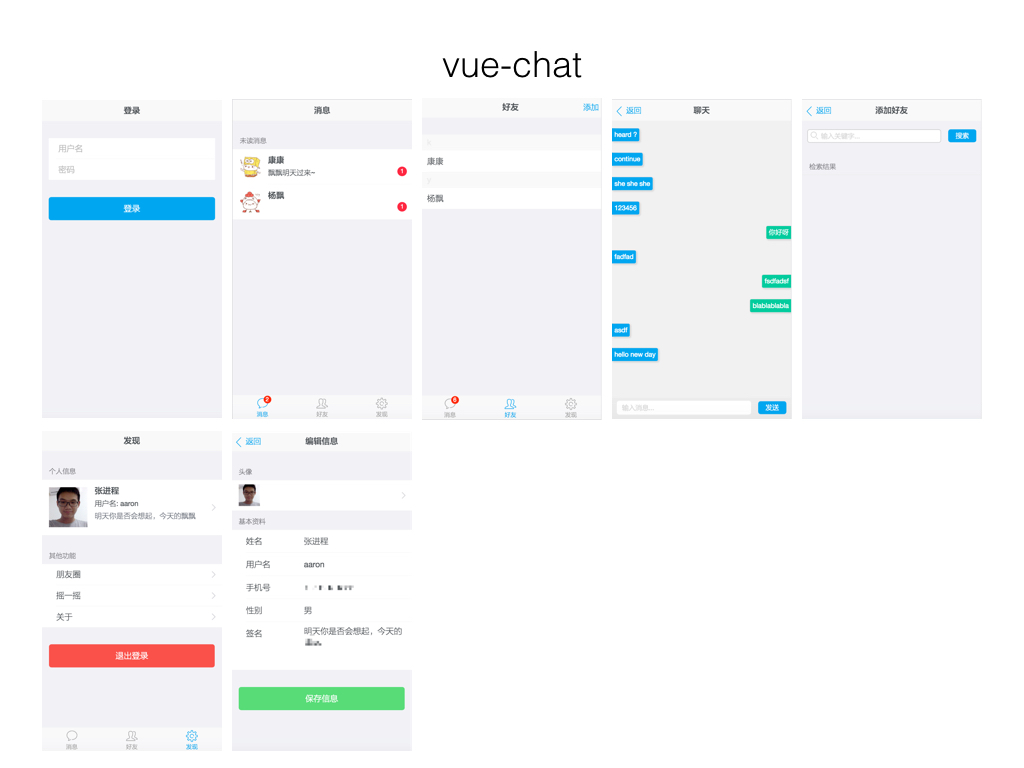 vue-chat
登录
用户名
密码
登录
消息
未读消息
康康
飘飘明天过来~
1
杨飘
1
2
消息
好友
发现
好友
添加
k
康康
y
杨飘
6
消息
好友
发现
返回
聊天
heard ?
continue
she she she
123456
你好呀
fadfad
fsdfadsf
blablablabla
asdf
hello new day
输入消息...
发送
返回
添加好友
输入关键字...
搜索
检索结果
发现
个人信息
张进程
用户名: aaron
明天你是否会想起，今天的飘飘
其他功能
朋友圈
摇一摇
关于
退出登录
消息
好友
发现
返回
编辑信息
头像
基本资料
姓名
张进程
用户名
aaron
手机号
性别
男
签名
明天你是否会想起，今天的
保存信息